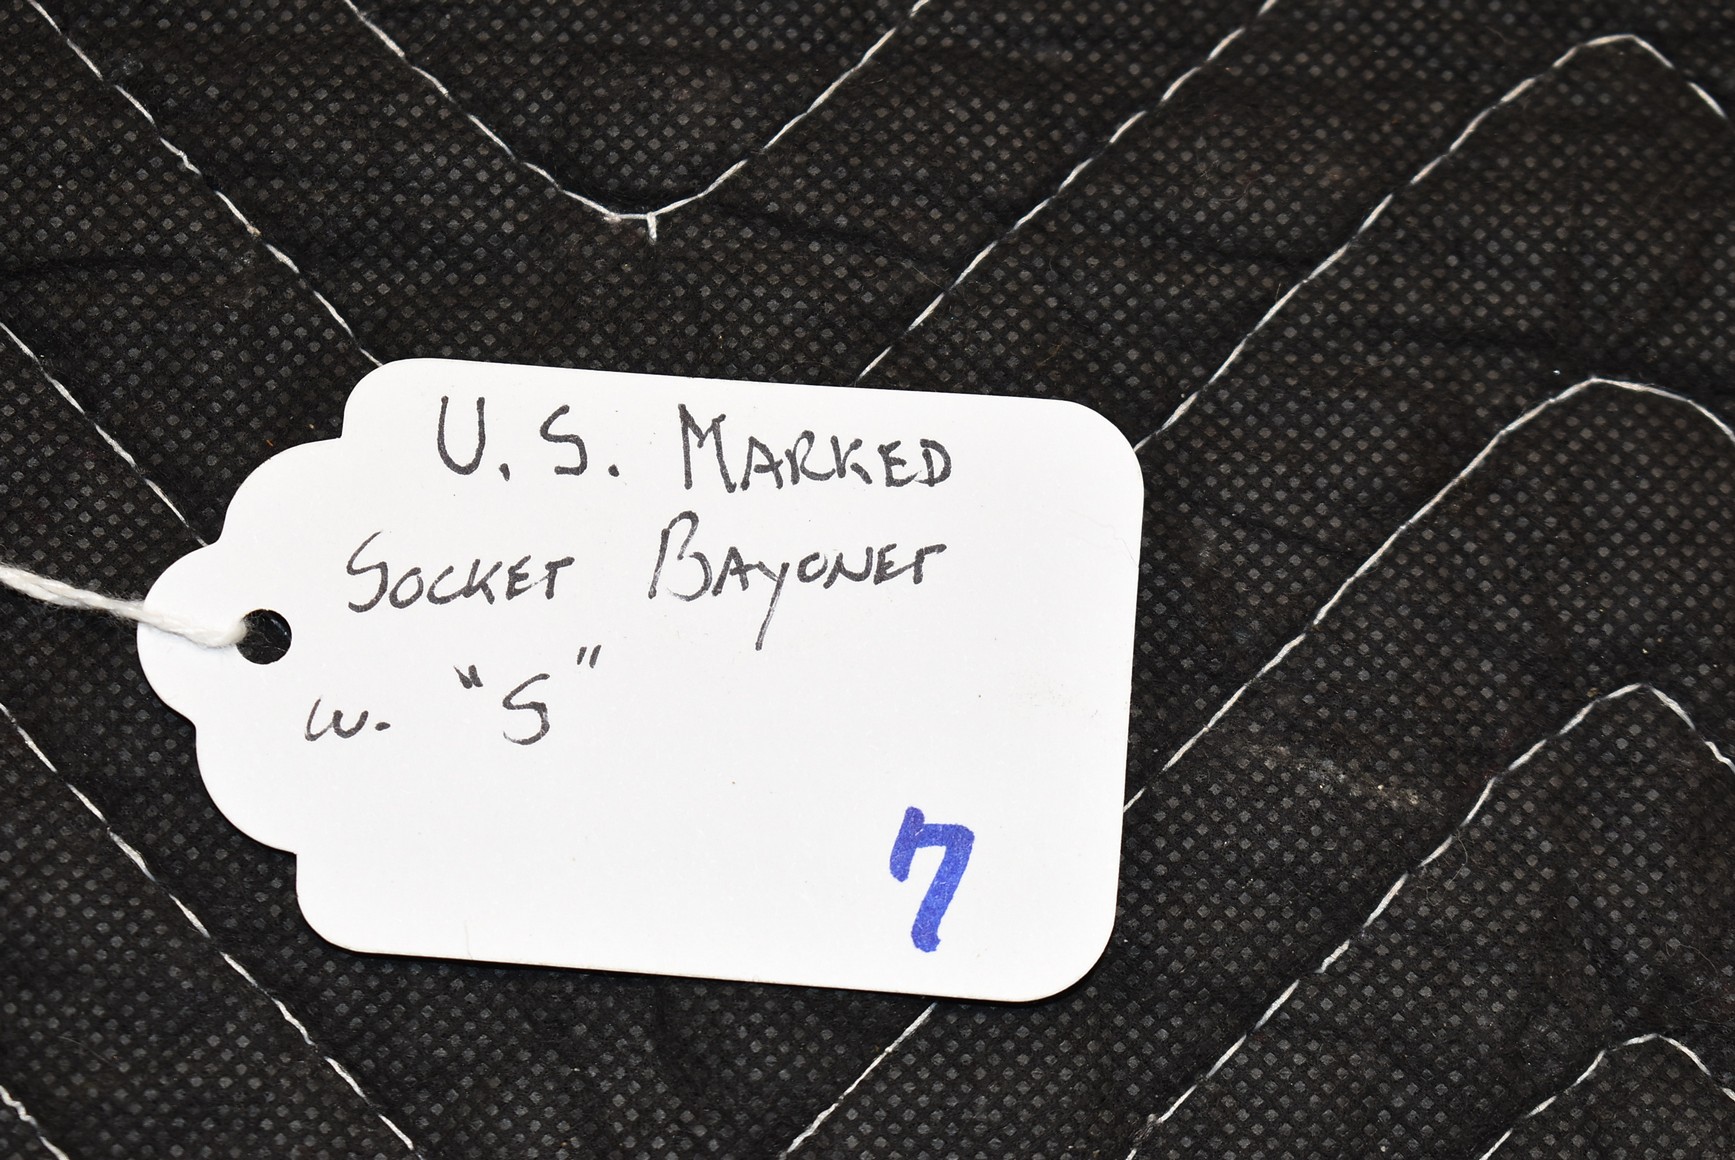 U.S. MARKED
SOCKET BAYONET
w. "S"
7